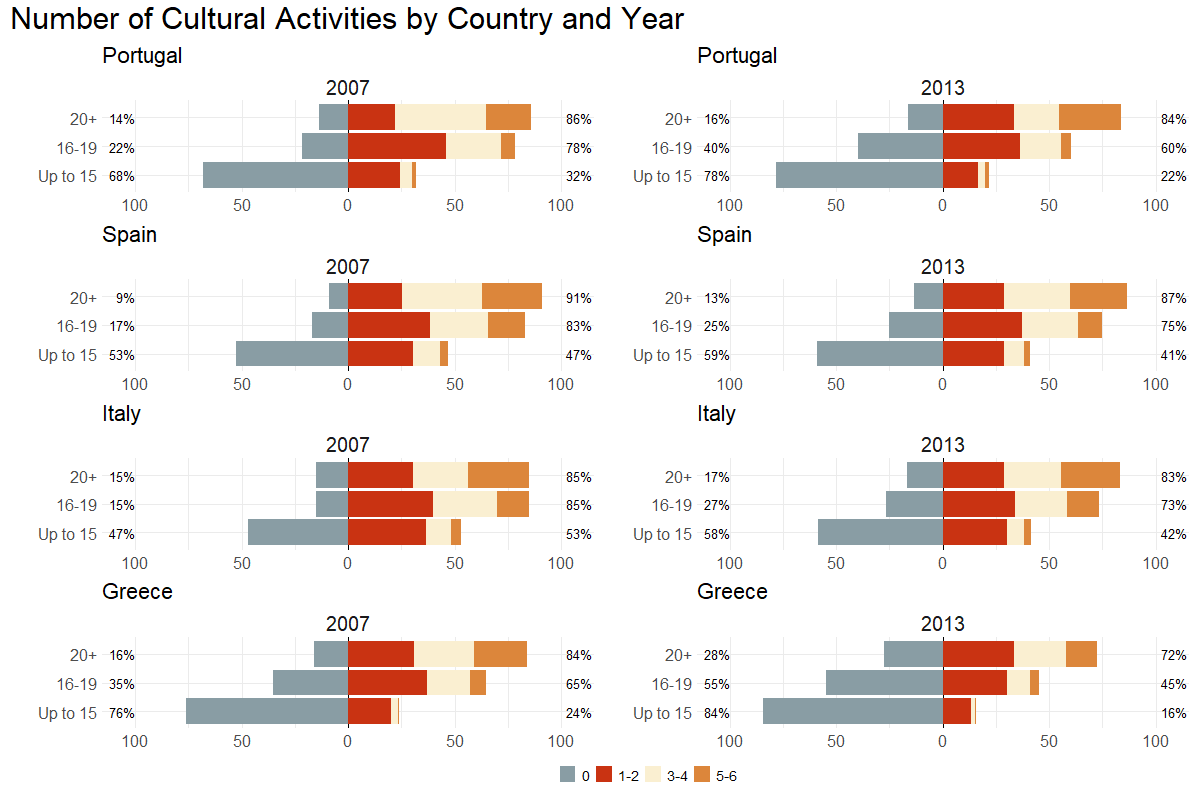 Number of Cultural Activities by Country and Year
Portugal
2007
20+ 14% 86%
16-19 22% 78%
Up to 15 68% 32%
100 50 0 50 100
Portugal
2013
20+ 16% 84%
16-19 40% 60%
Up to 15 78% 22%
100 50 0 50 100
Spain
2007
20+ 9% 91%
16-19 17% 83%
Up to 15 53% 47%
100 50 0 50 100
Spain
2013
20+ 13% 87%
16-19 25% 75%
Up to 15 59% 41%
100 50 0 50 100
Italy
2007
20+ 15% 85%
16-19 15% 85%
Up to 15 47% 53%
100 50 0 50 100
Italy
2013
20+ 17% 83%
16-19 27% 73%
Up to 15 58% 42%
100 50 0 50 100
Greece
2007
20+ 16% 84%
16-19 35% 65%
Up to 15 76% 24%
100 50 0 50 100
Greece
2013
20+ 28% 72%
16-19 55% 45%
Up to 15 84% 16%
100 50 0 50 100
0 1-2 3-4 5-6